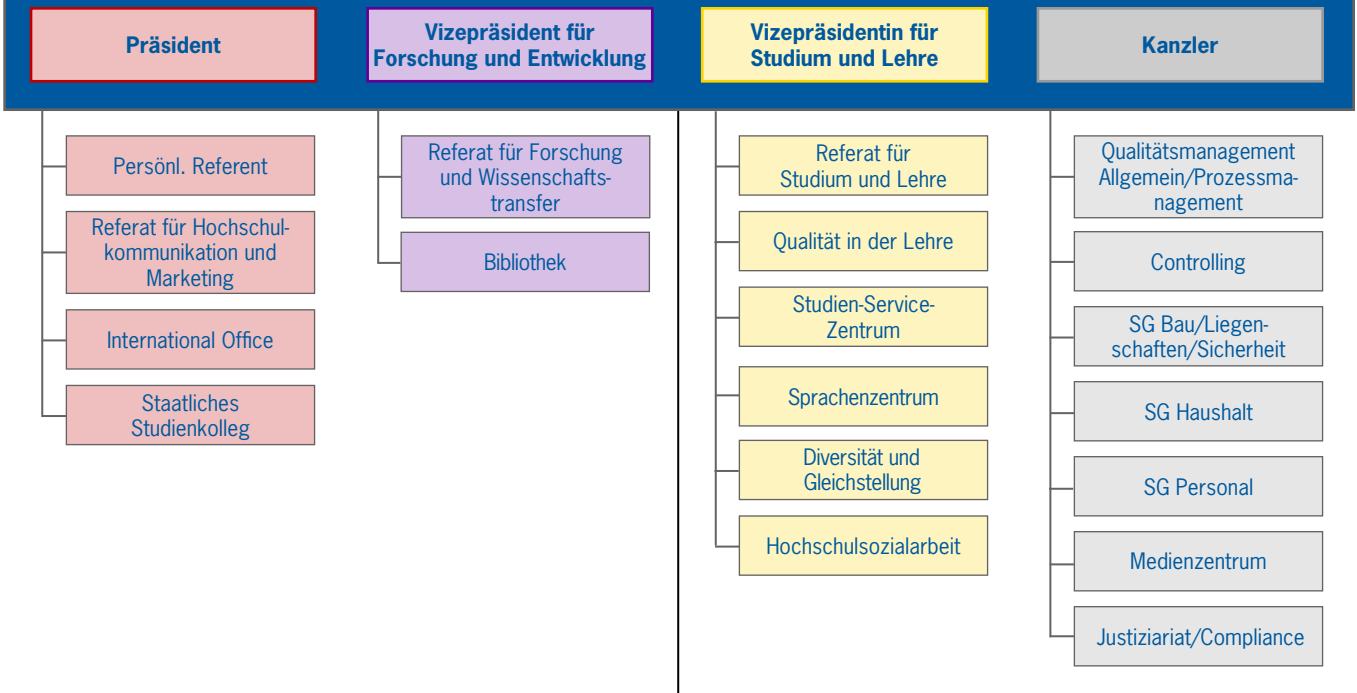 Präsident
Persönl. Referent
Referat für Hochschul-
kommunikation und
Marketing
International Office
Staatliches
Studienkolleg
Vizepräsident für
Forschung und Entwicklung
Referat für Forschung
und Wissenschafts-
transfer
Bibliothek
Vizepräsidentin für
Studium und Lehre
Referat für
Studium und Lehre
Qualität in der Lehre
Studien-Service-
Zentrum
Sprachenzentrum
Diversität und
Gleichstellung
Hochschulsozialarbeit
Kanzler
Qualitätsmanagement
Allgemein/Prozessma-
nagement
Controlling
SG Bau/Liegen-
schaften/Sicherheit
SG Haushalt
SG Personal
Medienzentrum
Justiziariat/Compliance